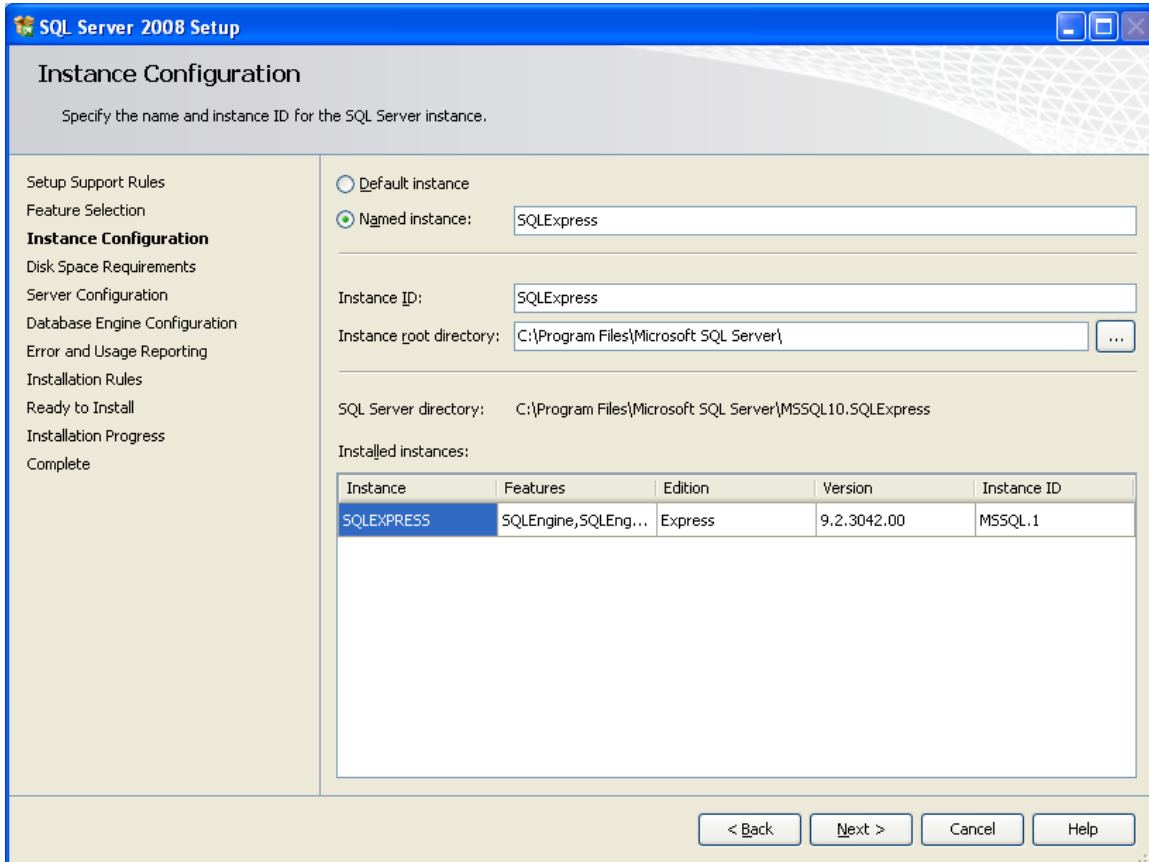 SQL Server 2008 Setup
Instance Configuration
Specify the name and instance ID for the SQL Server instance.
Setup Support Rules
Feature Selection
Instance Configuration
Disk Space Requirements
Server Configuration
Database Engine Configuration
Error and Usage Reporting
Installation Rules
Ready to Install
Installation Progress
Complete
Default instance
Named instance: SQLExpress
Instance ID: SQLExpress
Instance root directory: C:\Program Files\Microsoft SQL Server\ ...
SQL Server directory: C:\Program Files\Microsoft SQL Server\MSSQL10.SQLExpress
Installed instances:
Instance Features Edition Version Instance ID
SQLEXPRESS SQLEngine,SQLEng... Express 9.2.3042.00 MSSQL.1
< Back Next > Cancel Help